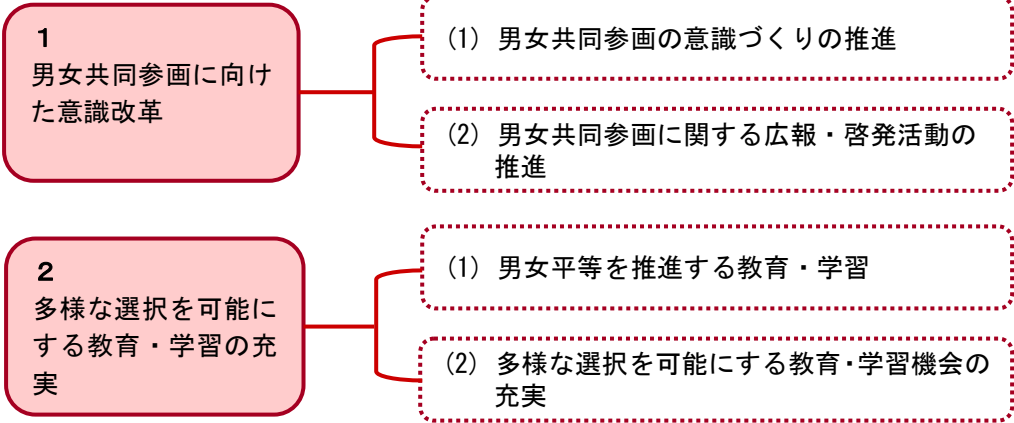 1
男女共同参画に向け
た意識改革
(1) 男女共同参画の意識づくりの推進
(2) 男女共同参画に関する広報・啓発活動の
推進
2
多様な選択を可能に
する教育・学習の充
実
(1) 男女平等を推進する教育・学習
(2) 多様な選択を可能にする教育・学習機会の
充実